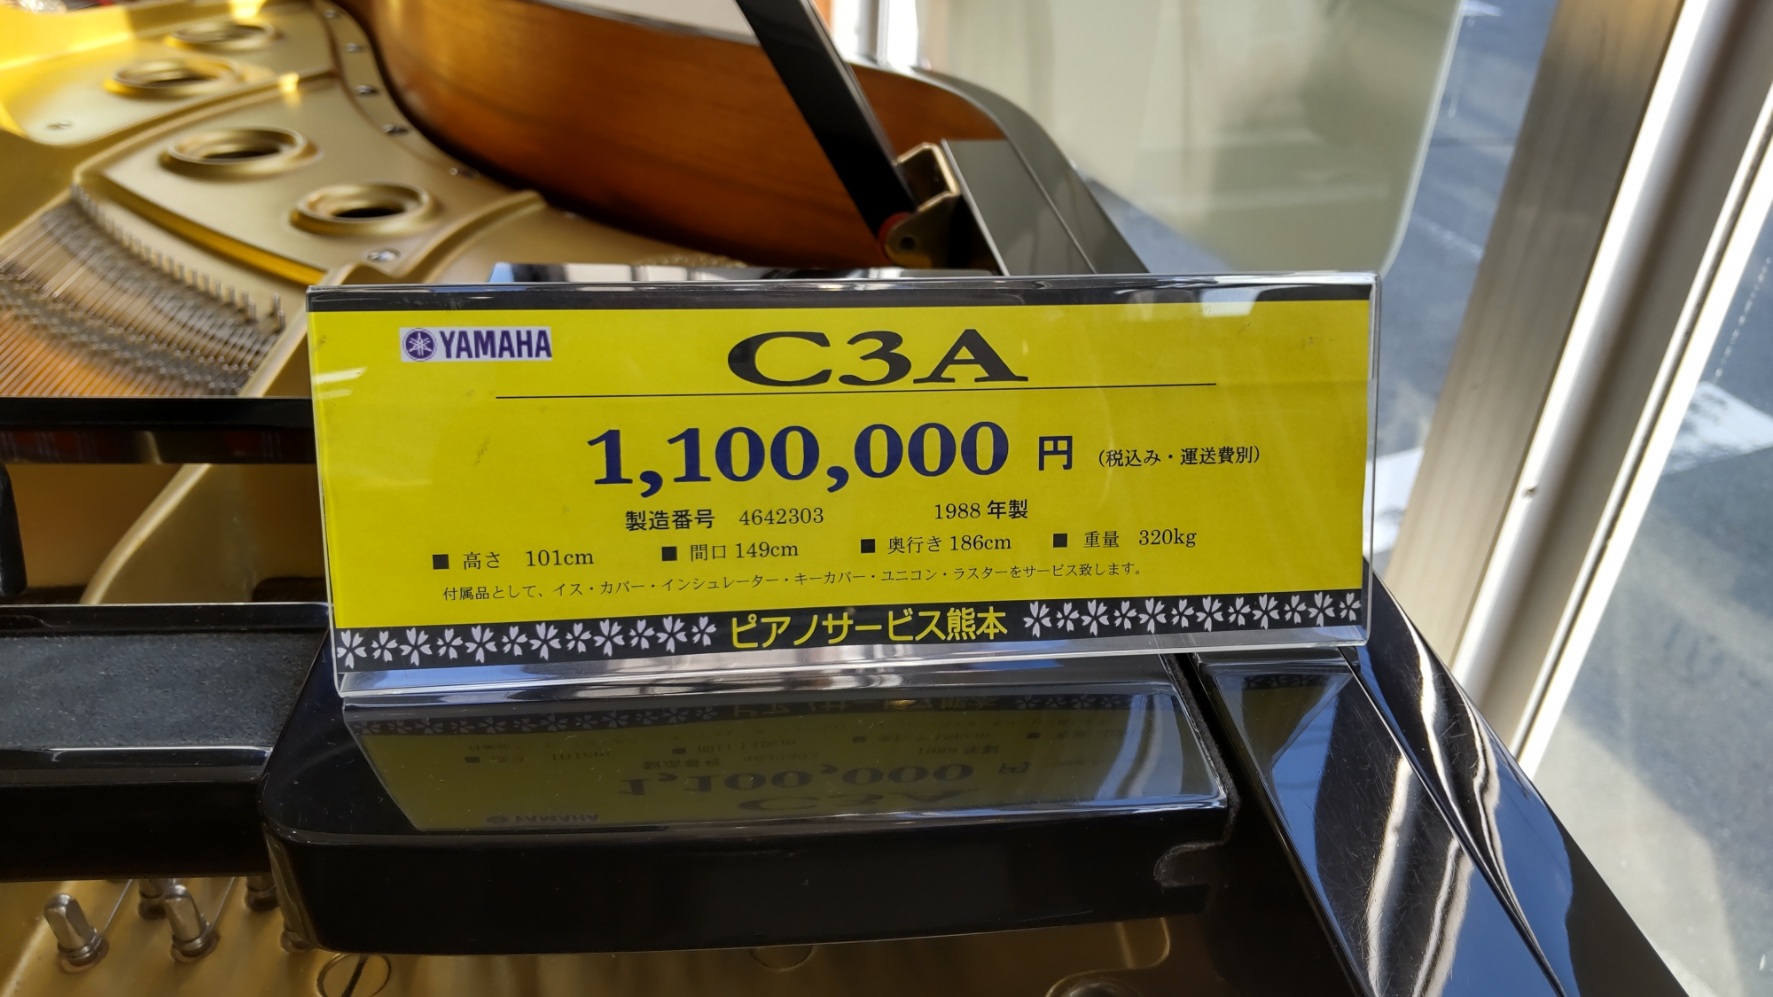 YAMAHA
C3A
1,100,000 円 (税込み・運送費別)
製造番号 4642303 1988 年製
■ 高さ 101cm ■ 間口 149cm ■ 奥行き 186cm ■ 重量 320kg
付属品として、イス・カバー・インシュレーター・キーカバー・ユニコン・ラスターをサービス致します。
ピアノサービス熊本